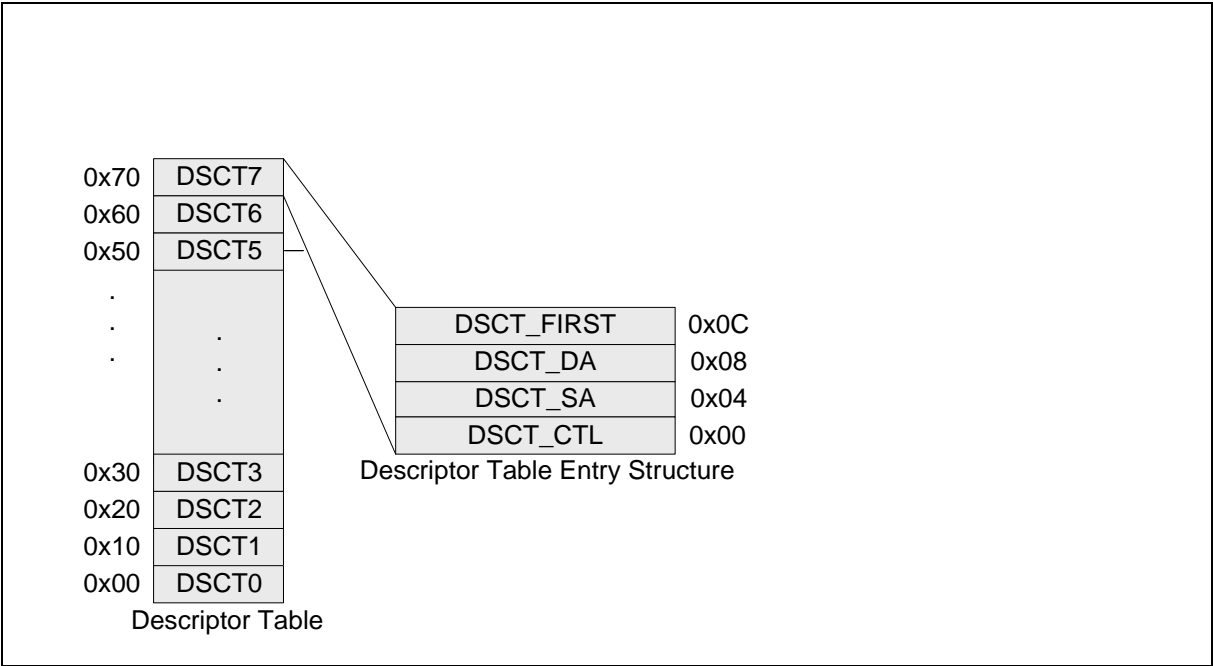 0x70 DSCT7
0x60 DSCT6
0x50 DSCT5
.
.
.
.
.
.
DSCT_FIRST 0x0C
DSCT_DA 0x08
DSCT_SA 0x04
DSCT_CTL 0x00
Descriptor Table Entry Structure
0x30 DSCT3
0x20 DSCT2
0x10 DSCT1
0x00 DSCT0
Descriptor Table